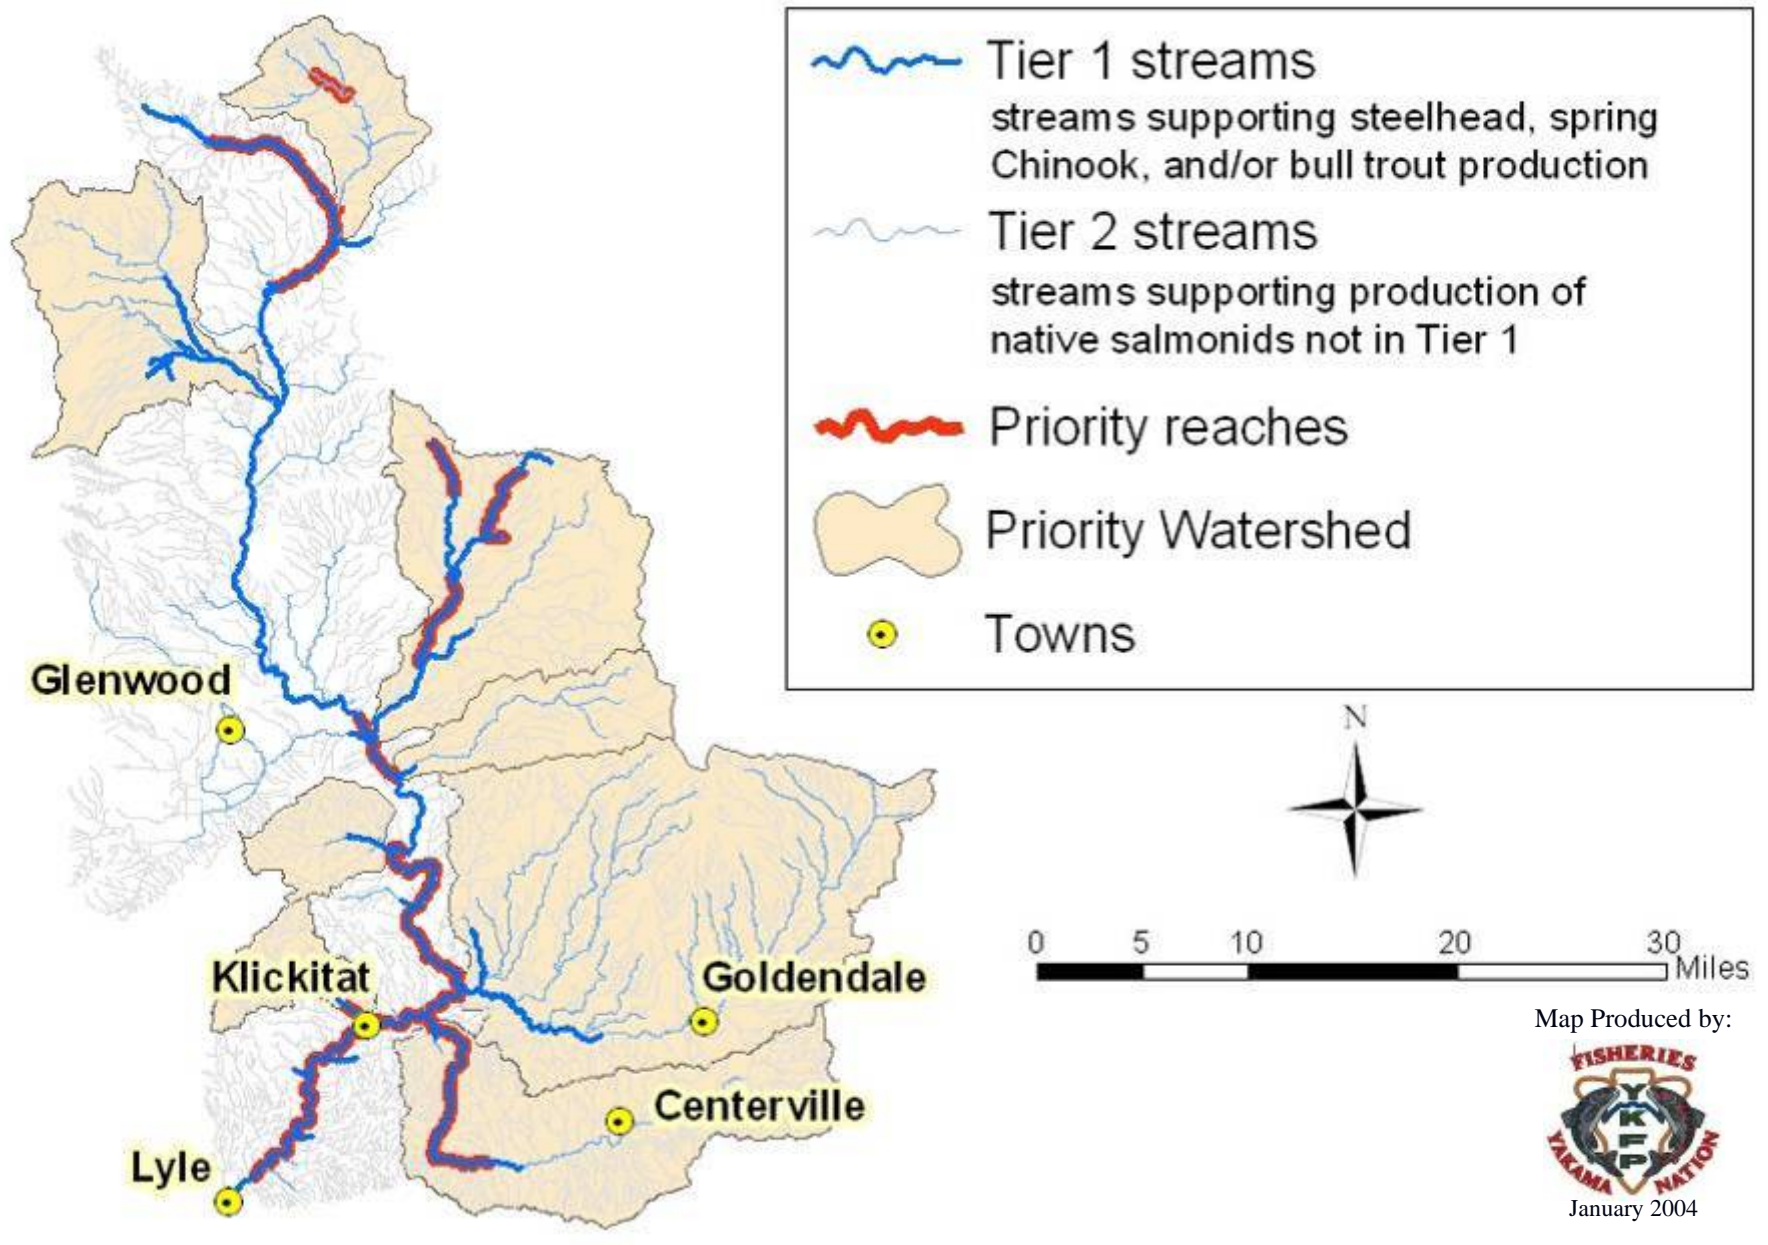 Tier 1 streams
streams supporting steelhead, spring
Chinook, and/or bull trout production
Tier 2 streams
streams supporting production of
native salmonids not in Tier 1
Priority reaches
Priority Watershed
Towns
Glenwood
N
0 5 10 20 30
Miles
Klickitat
Goldendale
Map Produced by:
FISHERIES
YKFP
YAKAMA NATION
Centerville
Lyle
January 2004